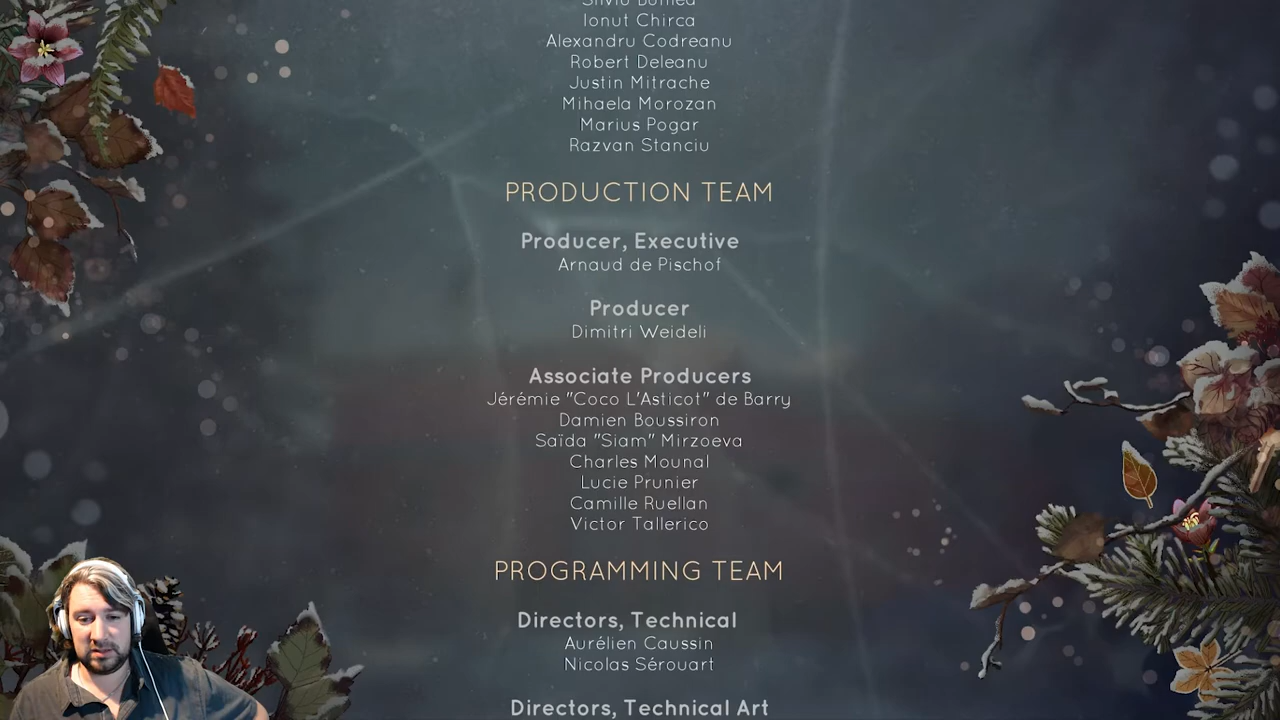 Ionut Chirca
Alexandru Codreanu
Robert Deleanu
Justin Mitrache
Mihaela Morozan
Marius Pogar
Razvan Stanciu
PRODUCTION TEAM
Producer, Executive
Arnaud de Pischof
Producer
Dimitri Weideli
Associate Producers
Jérémie "Coco L'Asticot" de Barry
Damien Boussiron
Saïda "Siam" Mirzoeva
Charles Mounal
Lucie Prunier
Camille Ruellan
Victor Tallerico
PROGRAMMING TEAM
Directors, Technical
Aurélien Caussin
Nicolas Sérouart
Directors, Technical Art